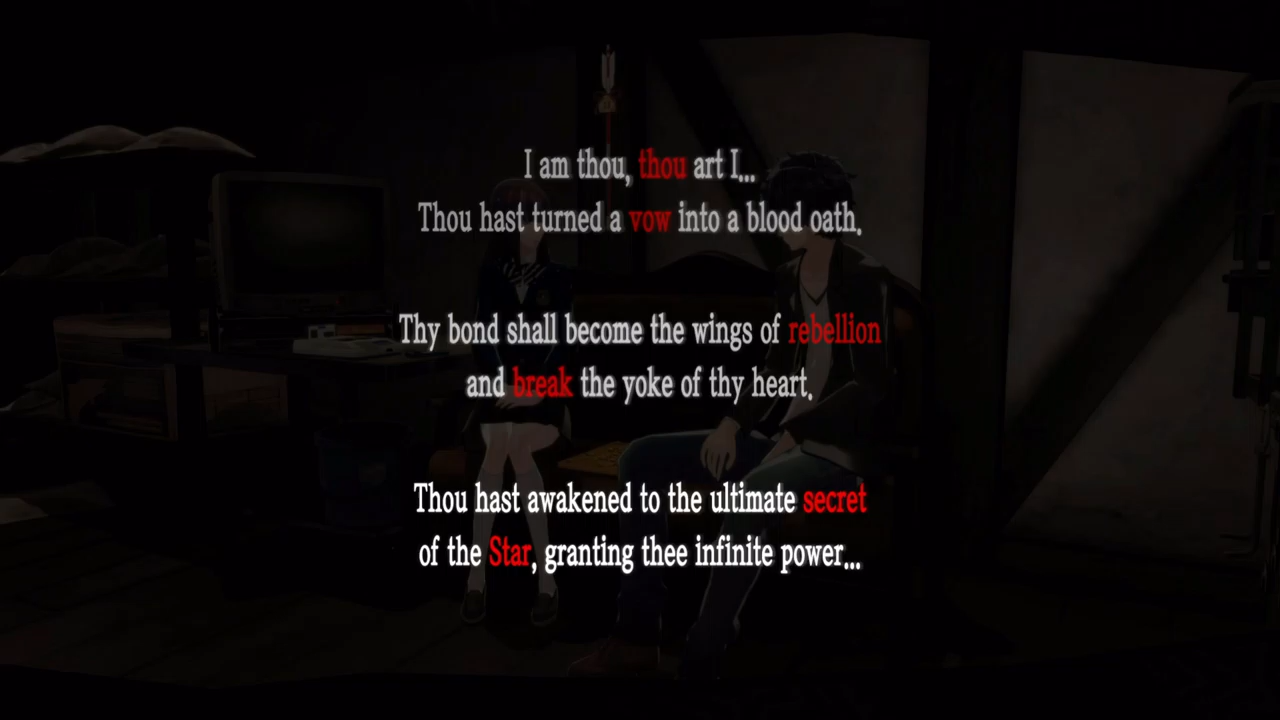 I am thou, thou art I...
Thou hast turned a vow into a blood oath.
Thy bond shall become the wings of rebellion
and break the yoke of thy heart.
Thou hast awakened to the ultimate secret
of the Star, granting thee infinite power...